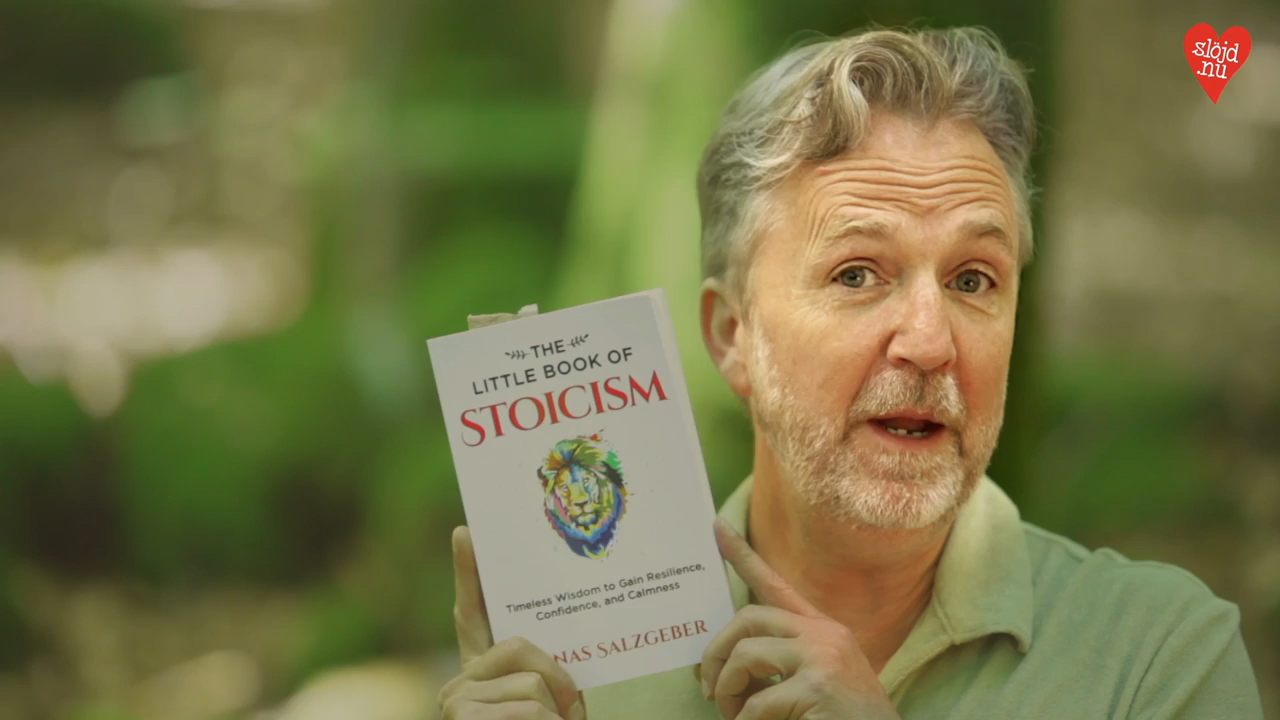 THE
LITTLE BOOK OF
STOICISM
Timeless Wisdom to Gain Resilience,
Confidence, and Calmness
NAS SALZGEBER
slöjd
.nu